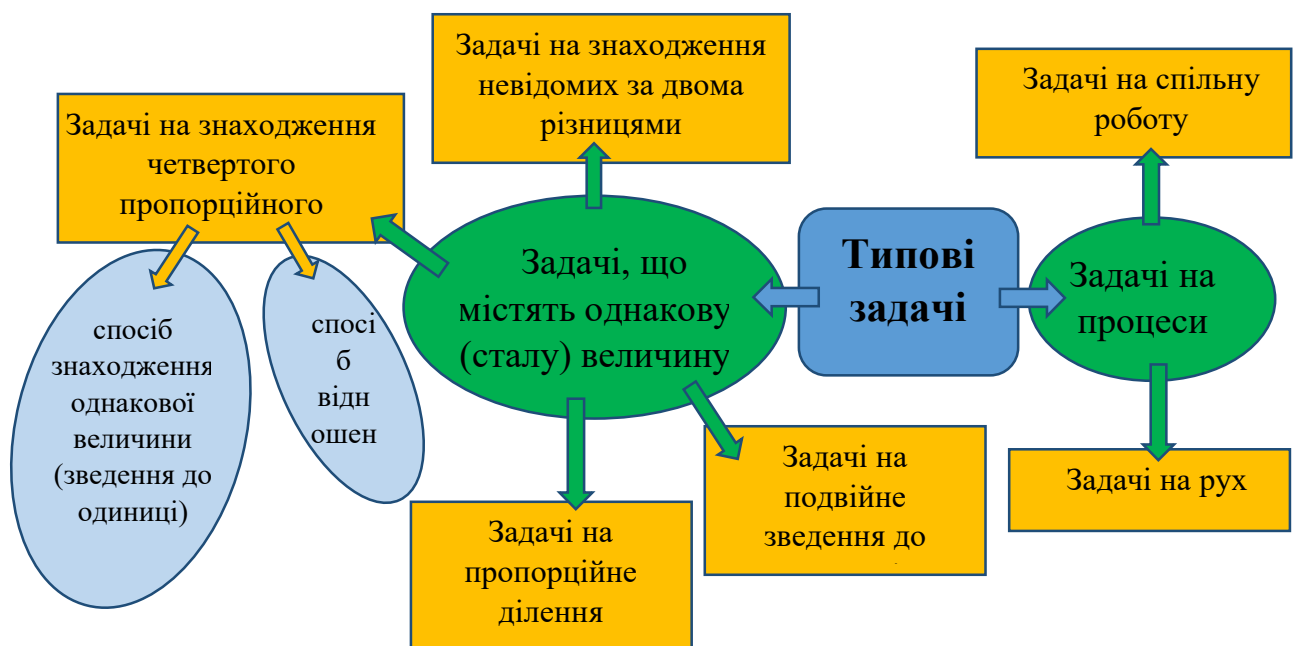 Задачі на знаходження
невідомих за двома
різницями
Задачі на спільну
роботу
Задачі на знаходження
четвертого
пропорційного
Типові
задачі
Задачі, що
містять однакову
(сталу) величину
Задачі на
процеси
спосіб
знаходження
однакової
величини
(зведення до
одиниці)
спосі
б
відн
ошен
Задачі на
подвійне
зведення до
Задачі на рух
Задачі на
пропорційне
ділення